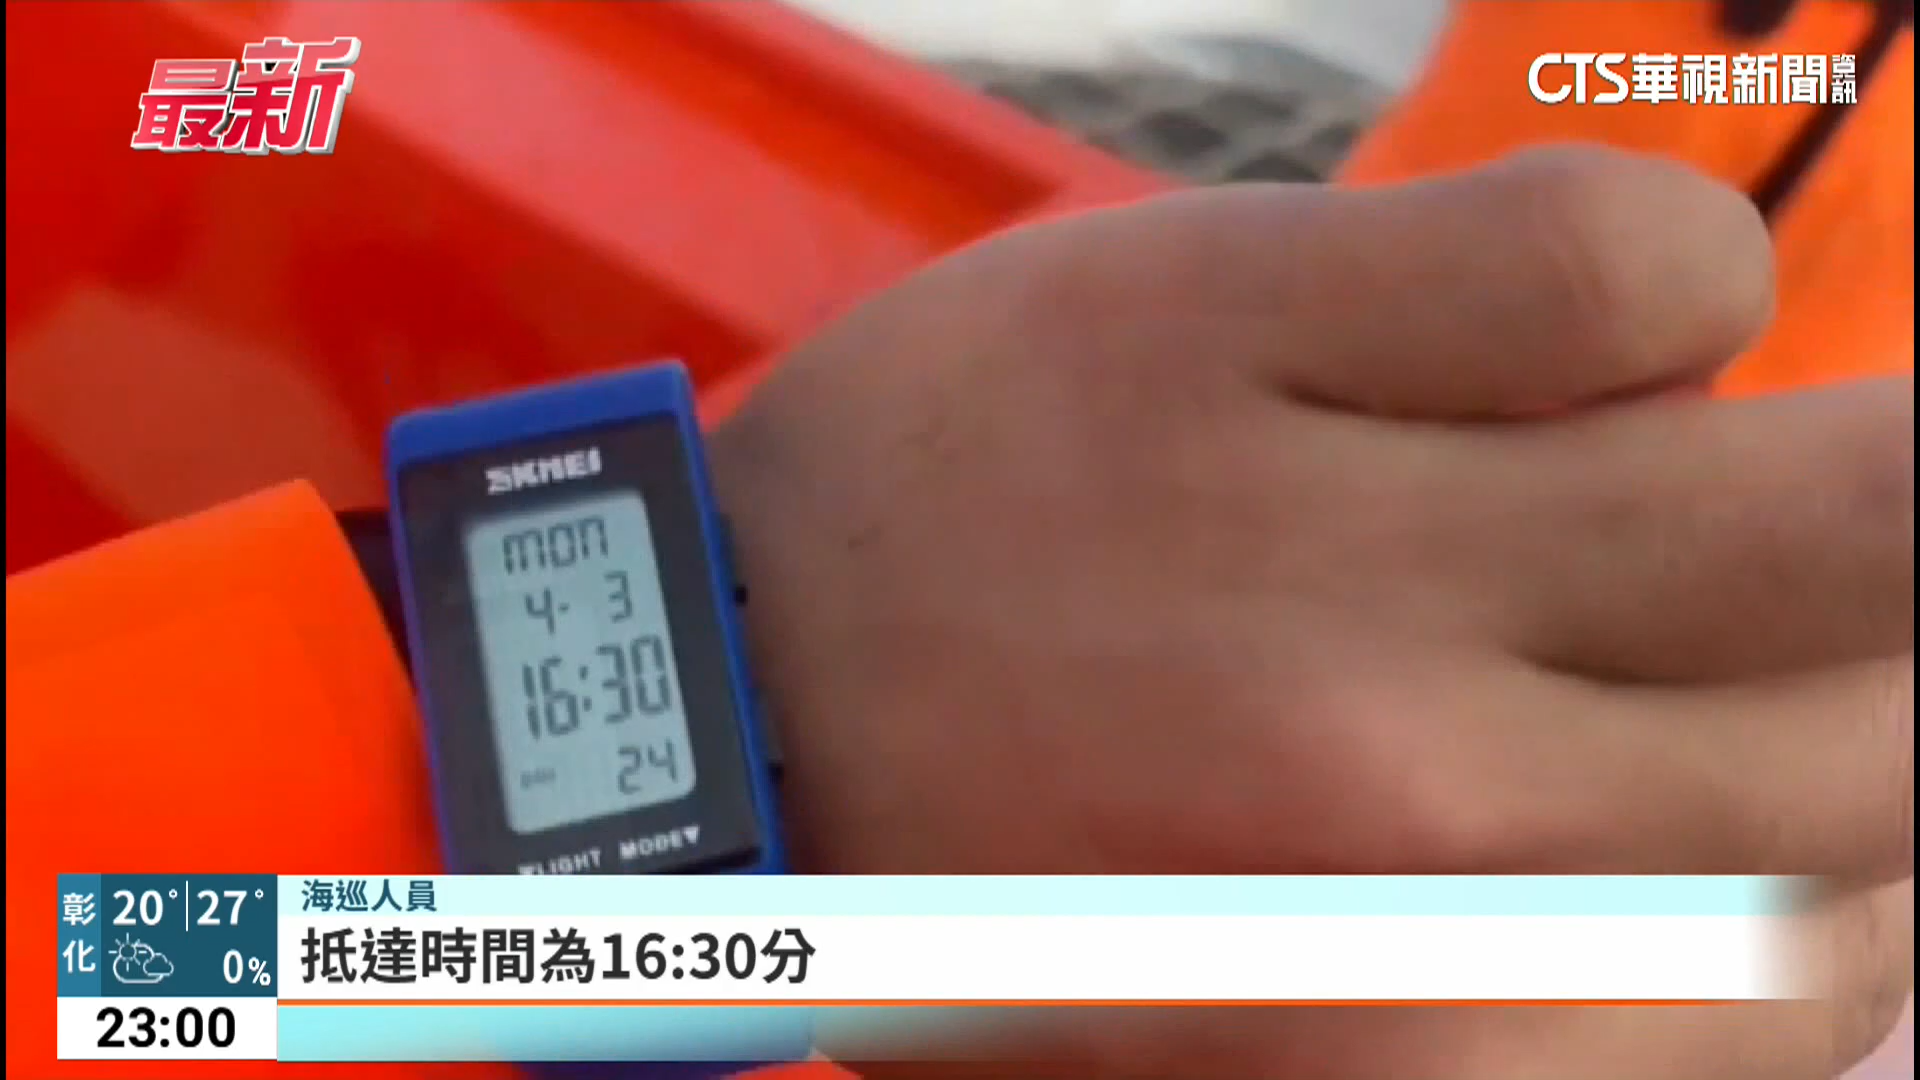 最新
CTS華視新聞資訊
SKMEI
MON
4- 3
16:30
24
LIGHT MODE▼
彰化
20° 27°
0%
海巡人員
抵達時間為16:30分
23:00